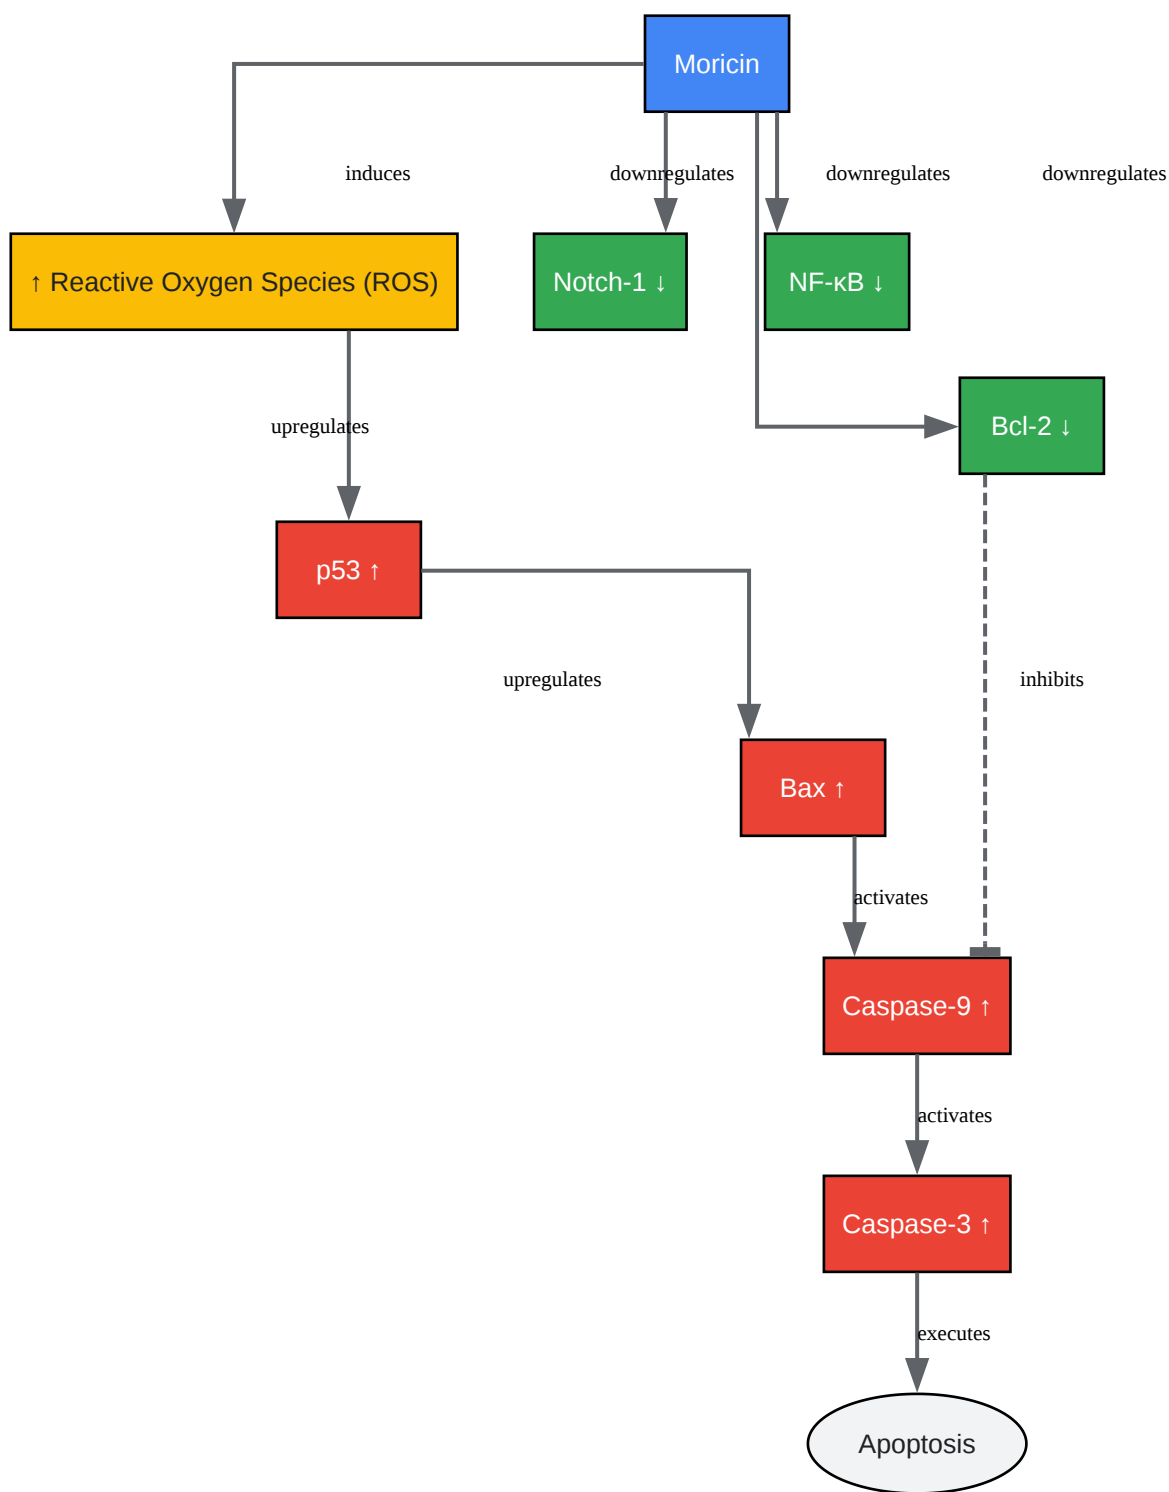 Moricin
induces
downregulates
downregulates
downregulates
↑ Reactive Oxygen Species (ROS)
Notch-1 ↓
NF-κB ↓
upregulates
Bcl-2 ↓
p53 ↑
upregulates
inhibits
Bax ↑
activates
Caspase-9 ↑
activates
Caspase-3 ↑
executes
Apoptosis